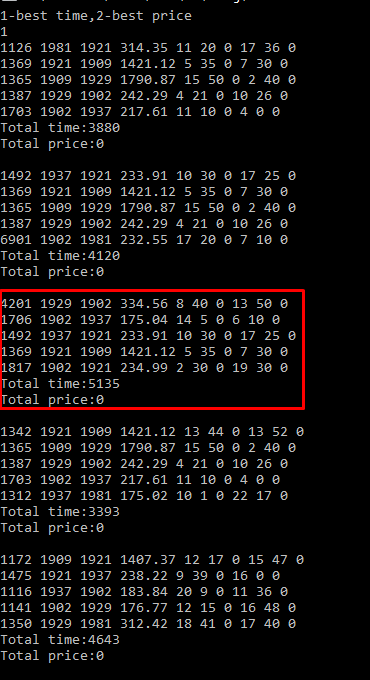 1-best time,2-best price
1
1126 1981 1921 314.35 11 20 0 17 36 0
1369 1921 1909 1421.12 5 35 0 7 30 0
1365 1909 1929 1790.87 15 50 0 2 40 0
1387 1929 1902 242.29 4 21 0 10 26 0
1703 1902 1937 217.61 11 10 0 4 0 0
Total time:3880
Total price:0
1492 1937 1921 233.91 10 30 0 17 25 0
1369 1921 1909 1421.12 5 35 0 7 30 0
1365 1909 1929 1790.87 15 50 0 2 40 0
1387 1929 1902 242.29 4 21 0 10 26 0
6901 1902 1981 232.55 17 20 0 7 10 0
Total time:4120
Total price:0
4201 1929 1902 334.56 8 40 0 13 50 0
1706 1902 1937 175.04 14 5 0 6 10 0
1492 1937 1921 233.91 10 30 0 17 25 0
1369 1921 1909 1421.12 5 35 0 7 30 0
1817 1902 1921 234.99 2 30 0 19 30 0
Total time:5135
Total price:0
1342 1921 1909 1421.12 13 44 0 13 52 0
1365 1909 1929 1790.87 15 50 0 2 40 0
1387 1929 1902 242.29 4 21 0 10 26 0
1703 1902 1937 217.61 11 10 0 4 0 0
1312 1937 1981 175.02 10 1 0 22 17 0
Total time:3393
Total price:0
1172 1909 1921 1407.37 12 17 0 15 47 0
1475 1921 1937 238.22 9 39 0 16 0 0
1116 1937 1902 183.84 20 9 0 11 36 0
1141 1902 1929 176.77 12 15 0 16 48 0
1350 1929 1981 312.42 18 41 0 17 40 0
Total time:4643
Total price:0